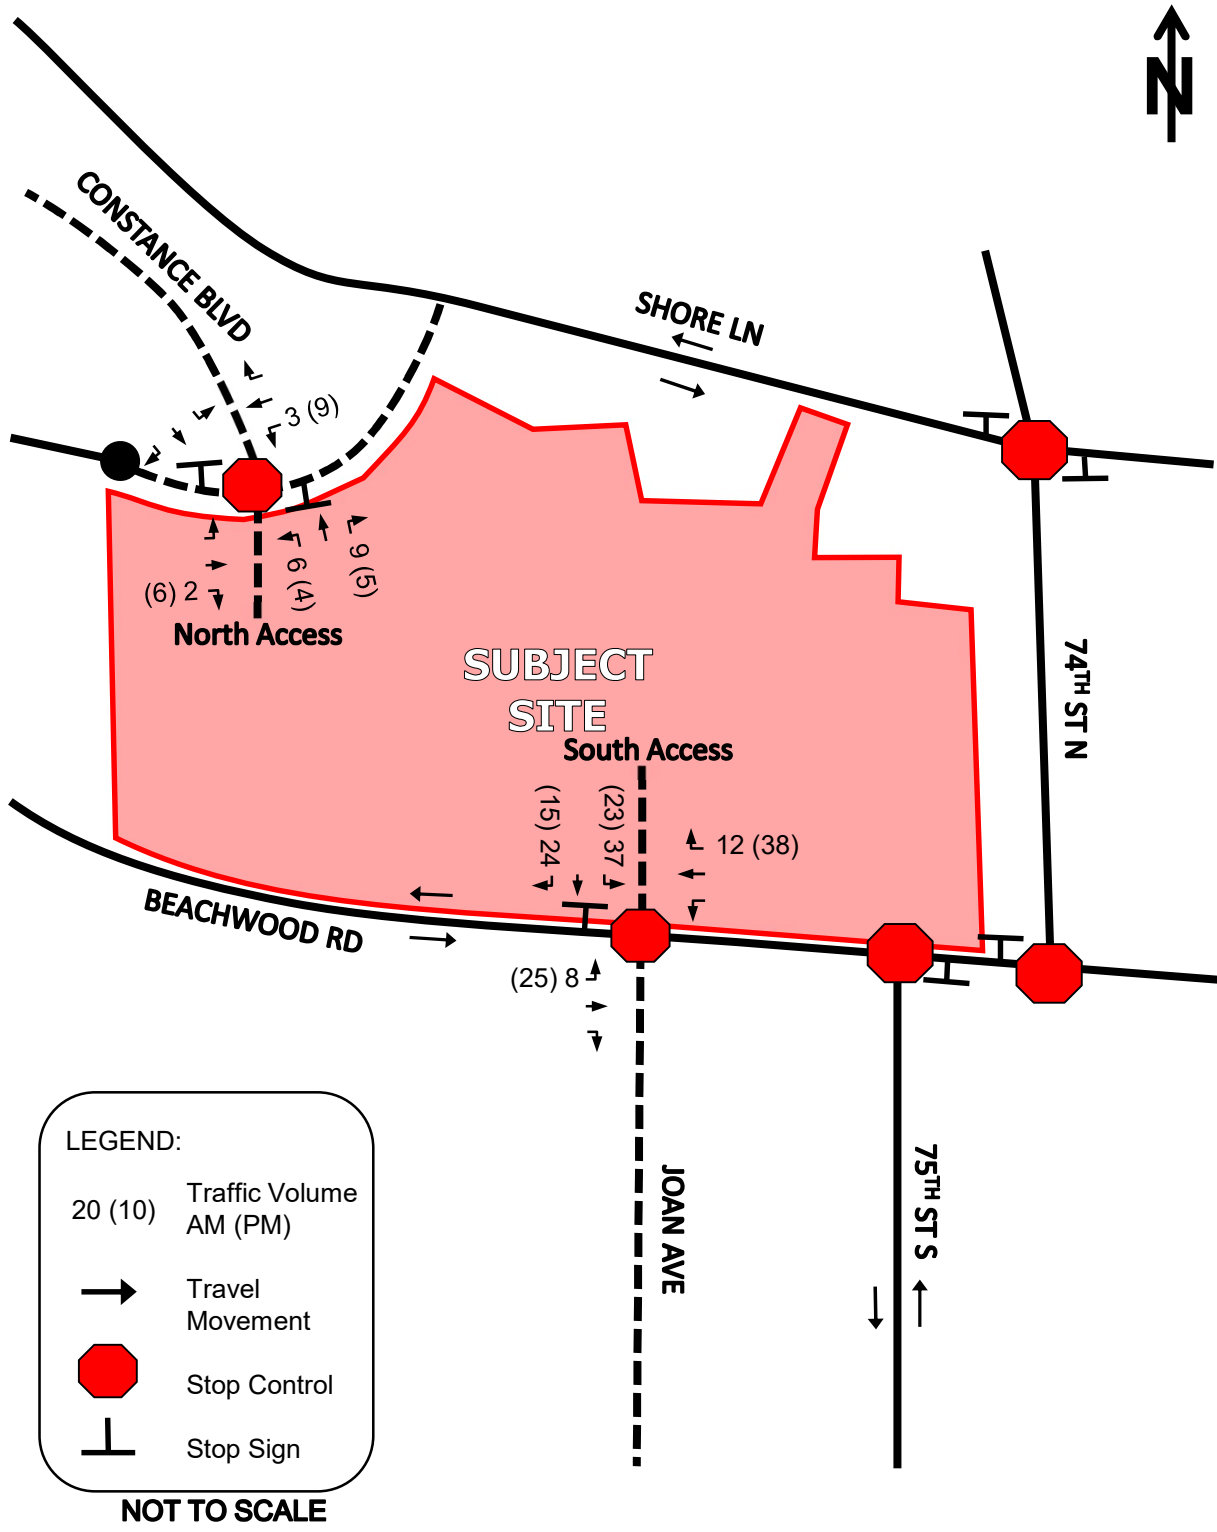 N
CONSTANCE BLVD
SHORE LN
3 (9)
9 (5)
6 (4)
(6) 2
North Access
SUBJECT
SITE
South Access
74TH ST N
(15) 24
(23) 37
12 (38)
BEACHWOOD RD
(25) 8
JOAN AVE
75TH ST S
LEGEND:
20 (10)
Traffic Volume
AM (PM)
Travel
Movement
Stop Control
Stop Sign
NOT TO SCALE